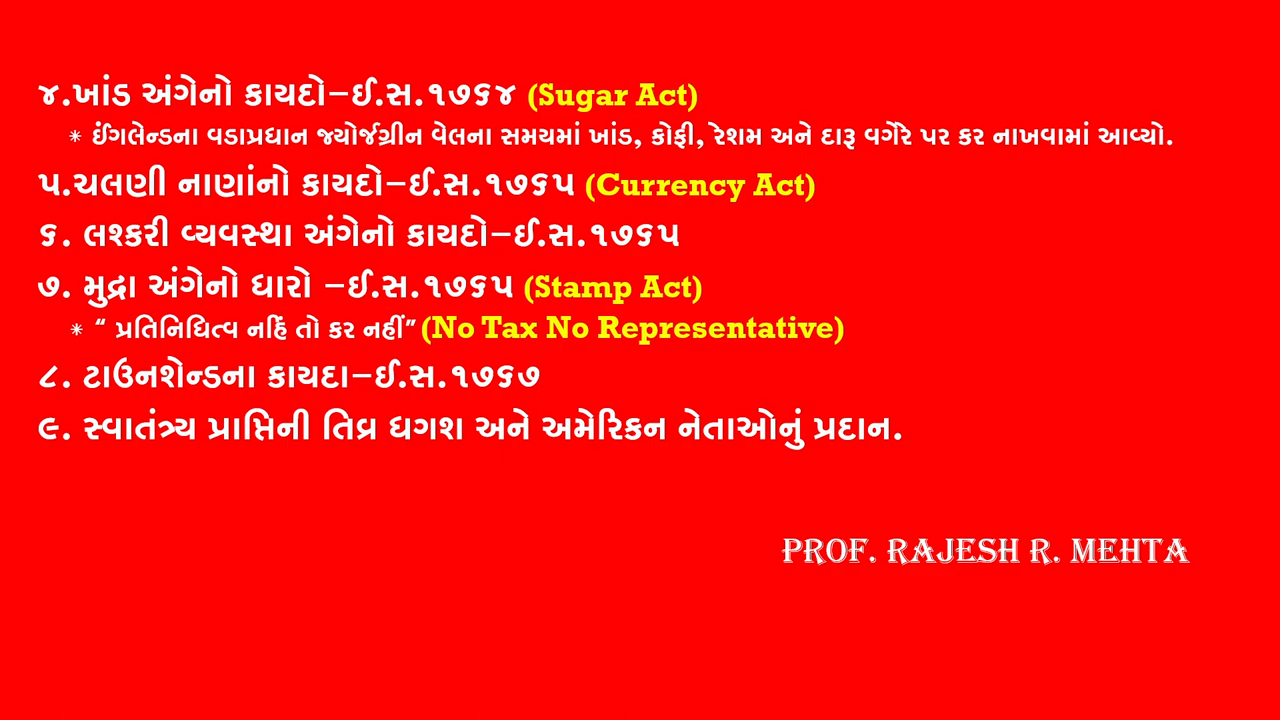 ૪.ખાંડ અંગેનો કાયદો–ઈ.સ.૧૭૬૪ (Sugar Act)
* ઈંગલેન્ડના વડાપ્રધાન જ્યોર્જગ્રીન વેલના સમયમાં ખાંડ, કોફી, રેશમ અને દારૂ વર્ગેરે પર કર નાખવામાં આવ્યો.
૫.ચલણી નાણાંનો કાયદો–ઈ.સ.૧૭૬૫ (Currency Act)
૬. લશ્કરી વ્યવસ્થા અંગેનો કાયદો–ઈ.સ.૧૭૬૫
૭. મુદ્રા અંગેનો ધારો –ઈ.સ.૧૭૬૫ (Stamp Act)
* “ પ્રતિનિધિત્વ નહિં તો કર નહીં” (No Tax No Representative)
૮. ટાઉનશેન્ડના કાયદા–ઈ.સ.૧૭૬૭
૯. સ્વાતંત્ર્ય પ્રાપ્તિની તિવ્ર ધગશ અને અમેરિકન નેતાઓનું પ્રદાન.
PROF. RAJESH R. MEHTA